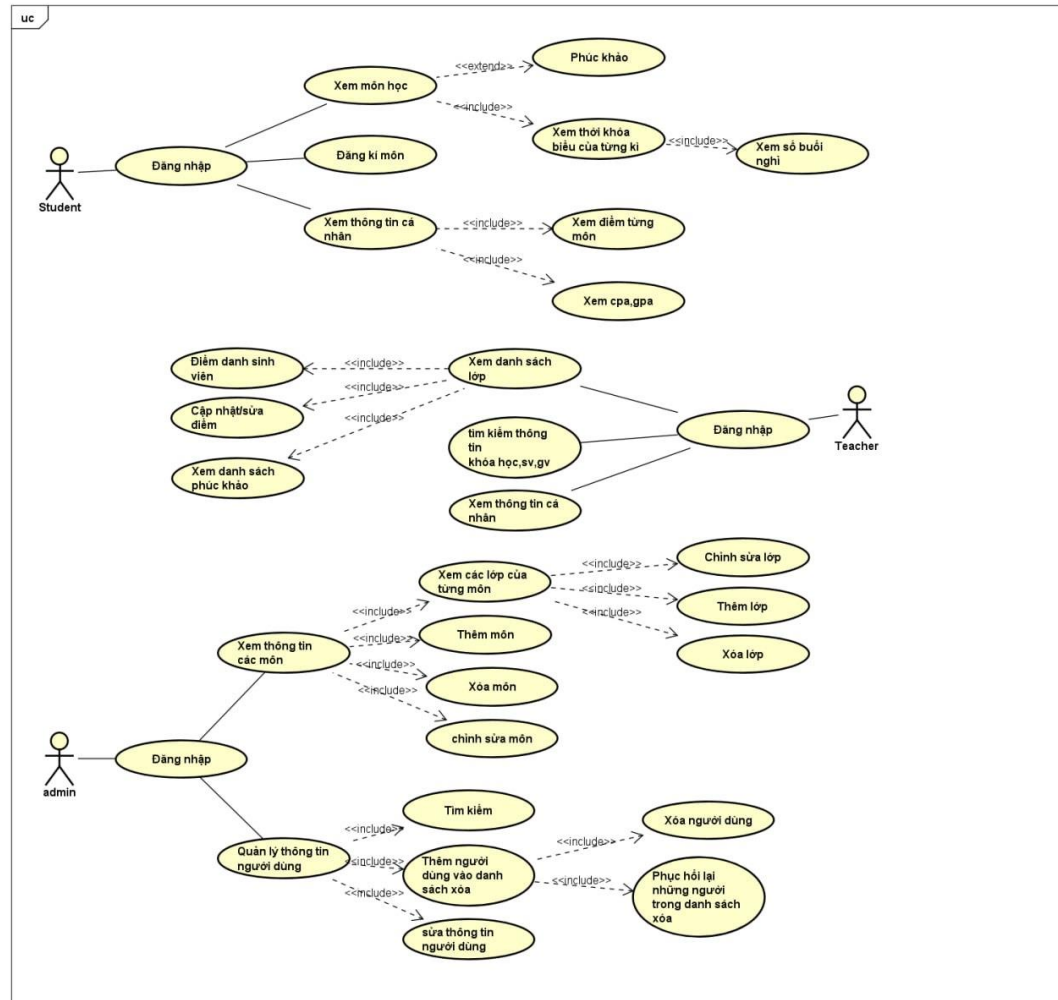 uc
Phúc khảo
<<extend>>
Xem môn học
<<include>>
Xem thời khóa
biểu của từng kì
<<include>>
Xem số buổi
nghỉ
Đăng nhập
Đăng kí môn
Student
Xem thông tin cá
nhân
<<include>>
Xem điểm từng
môn
<<include>>
Xem cpa,gpa
Điểm danh sinh
viên
<<include>>
Xem danh sách
lớp
<<include>>
Cập nhật/sửa
điểm
<<include>>
Xem danh sách
phúc khảo
tìm kiếm thông
tin
khóa học,sv,gv
Đăng nhập
Teacher
Xem thông tin cá
nhân
Xem các lớp của
từng môn
<<include>>
Chỉnh sửa lớp
<<include>>
Thêm lớp
<<include>>
Xóa lớp
<<include>>
Xem thông tin
các môn
<<include>>
Thêm môn
<<include>>
Xóa môn
<<include>>
chỉnh sửa môn
Đăng nhập
admin
Tìm kiếm
<<include>>
Quản lý thông tin
người dùng
<<include>>
Thêm người
dùng vào danh
sách xóa
<<include>>
Xóa người dùng
<<include>>
Phục hồi lại
những người
trong danh sách
xóa
<<include>>
sửa thông tin
người dùng